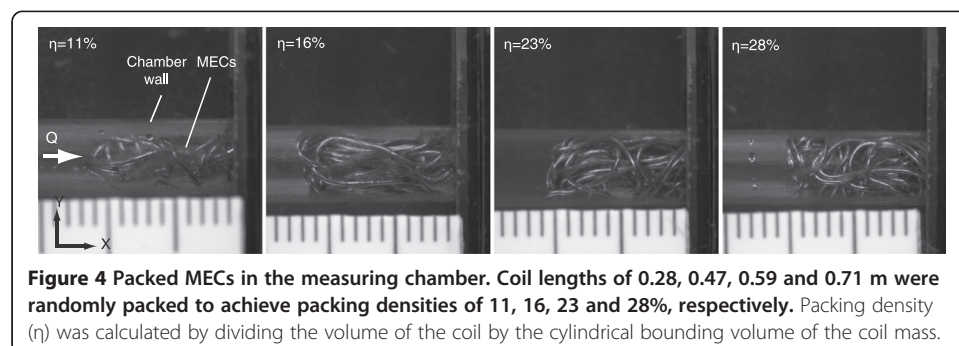 η=11%
η=16%
η=23%
η=28%
Chamber wall
MECs
Q
Y
X
Figure 4 Packed MECs in the measuring chamber. Coil lengths of 0.28, 0.47, 0.59 and 0.71 m were
randomly packed to achieve packing densities of 11, 16, 23 and 28%, respectively. Packing density
(η) was calculated by dividing the volume of the coil by the cylindrical bounding volume of the coil mass.